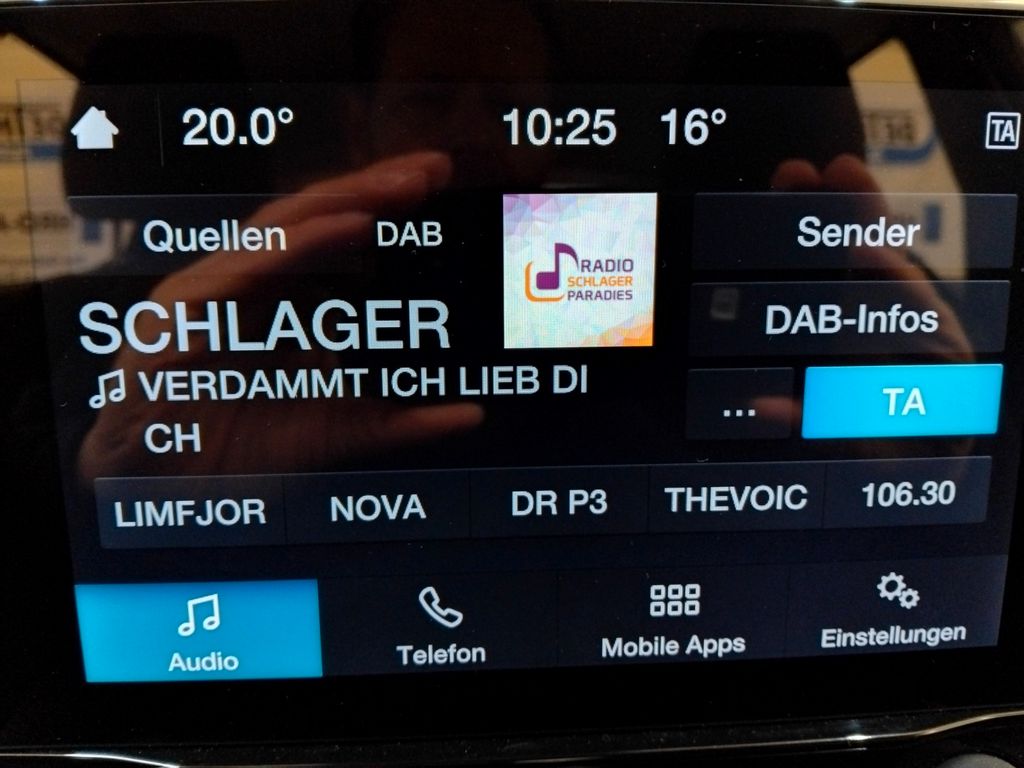 20.0° 10:25 16° TA
Quellen DAB
RADIO
SCHLAGER
PARADIES
Sender
SCHLAGER
DAB-Infos
VERDAMMT ICH LIEB DI
CH
... TA
LIMFJOR NOVA DR P3 THEVOIC 106.30
Audio Telefon Mobile Apps Einstellungen